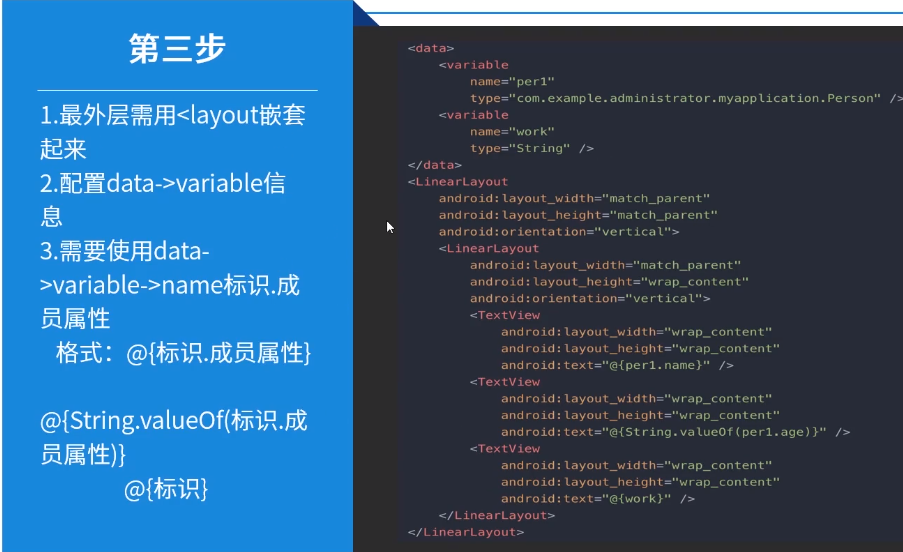 第三步
1.最外层需用<layout嵌套
起来
2.配置data->variable信
息
3.需要使用data-
>variable->name标识.成
员属性
格式：@{标识.成员属性}
@{String.valueOf(标识.成
员属性)}
@{标识}
<data>
<variable
name="per1"
type="com.example.administrator.myapplication.Person" />
<variable
name="work"
type="String" />
</data>
<LinearLayout
android:layout_width="match_parent"
android:layout_height="match_parent"
android:orientation="vertical">
<LinearLayout
android:layout_width="match_parent"
android:layout_height="wrap_content"
android:orientation="vertical">
<TextView
android:layout_width="wrap_content"
android:layout_height="wrap_content"
android:text="@{per1.name}" />
<TextView
android:layout_width="wrap_content"
android:layout_height="wrap_content"
android:text="@{String.valueOf(per1.age)}" />
<TextView
android:layout_width="wrap_content"
android:layout_height="wrap_content"
android:text="@{work}" />
</LinearLayout>
</LinearLayout>